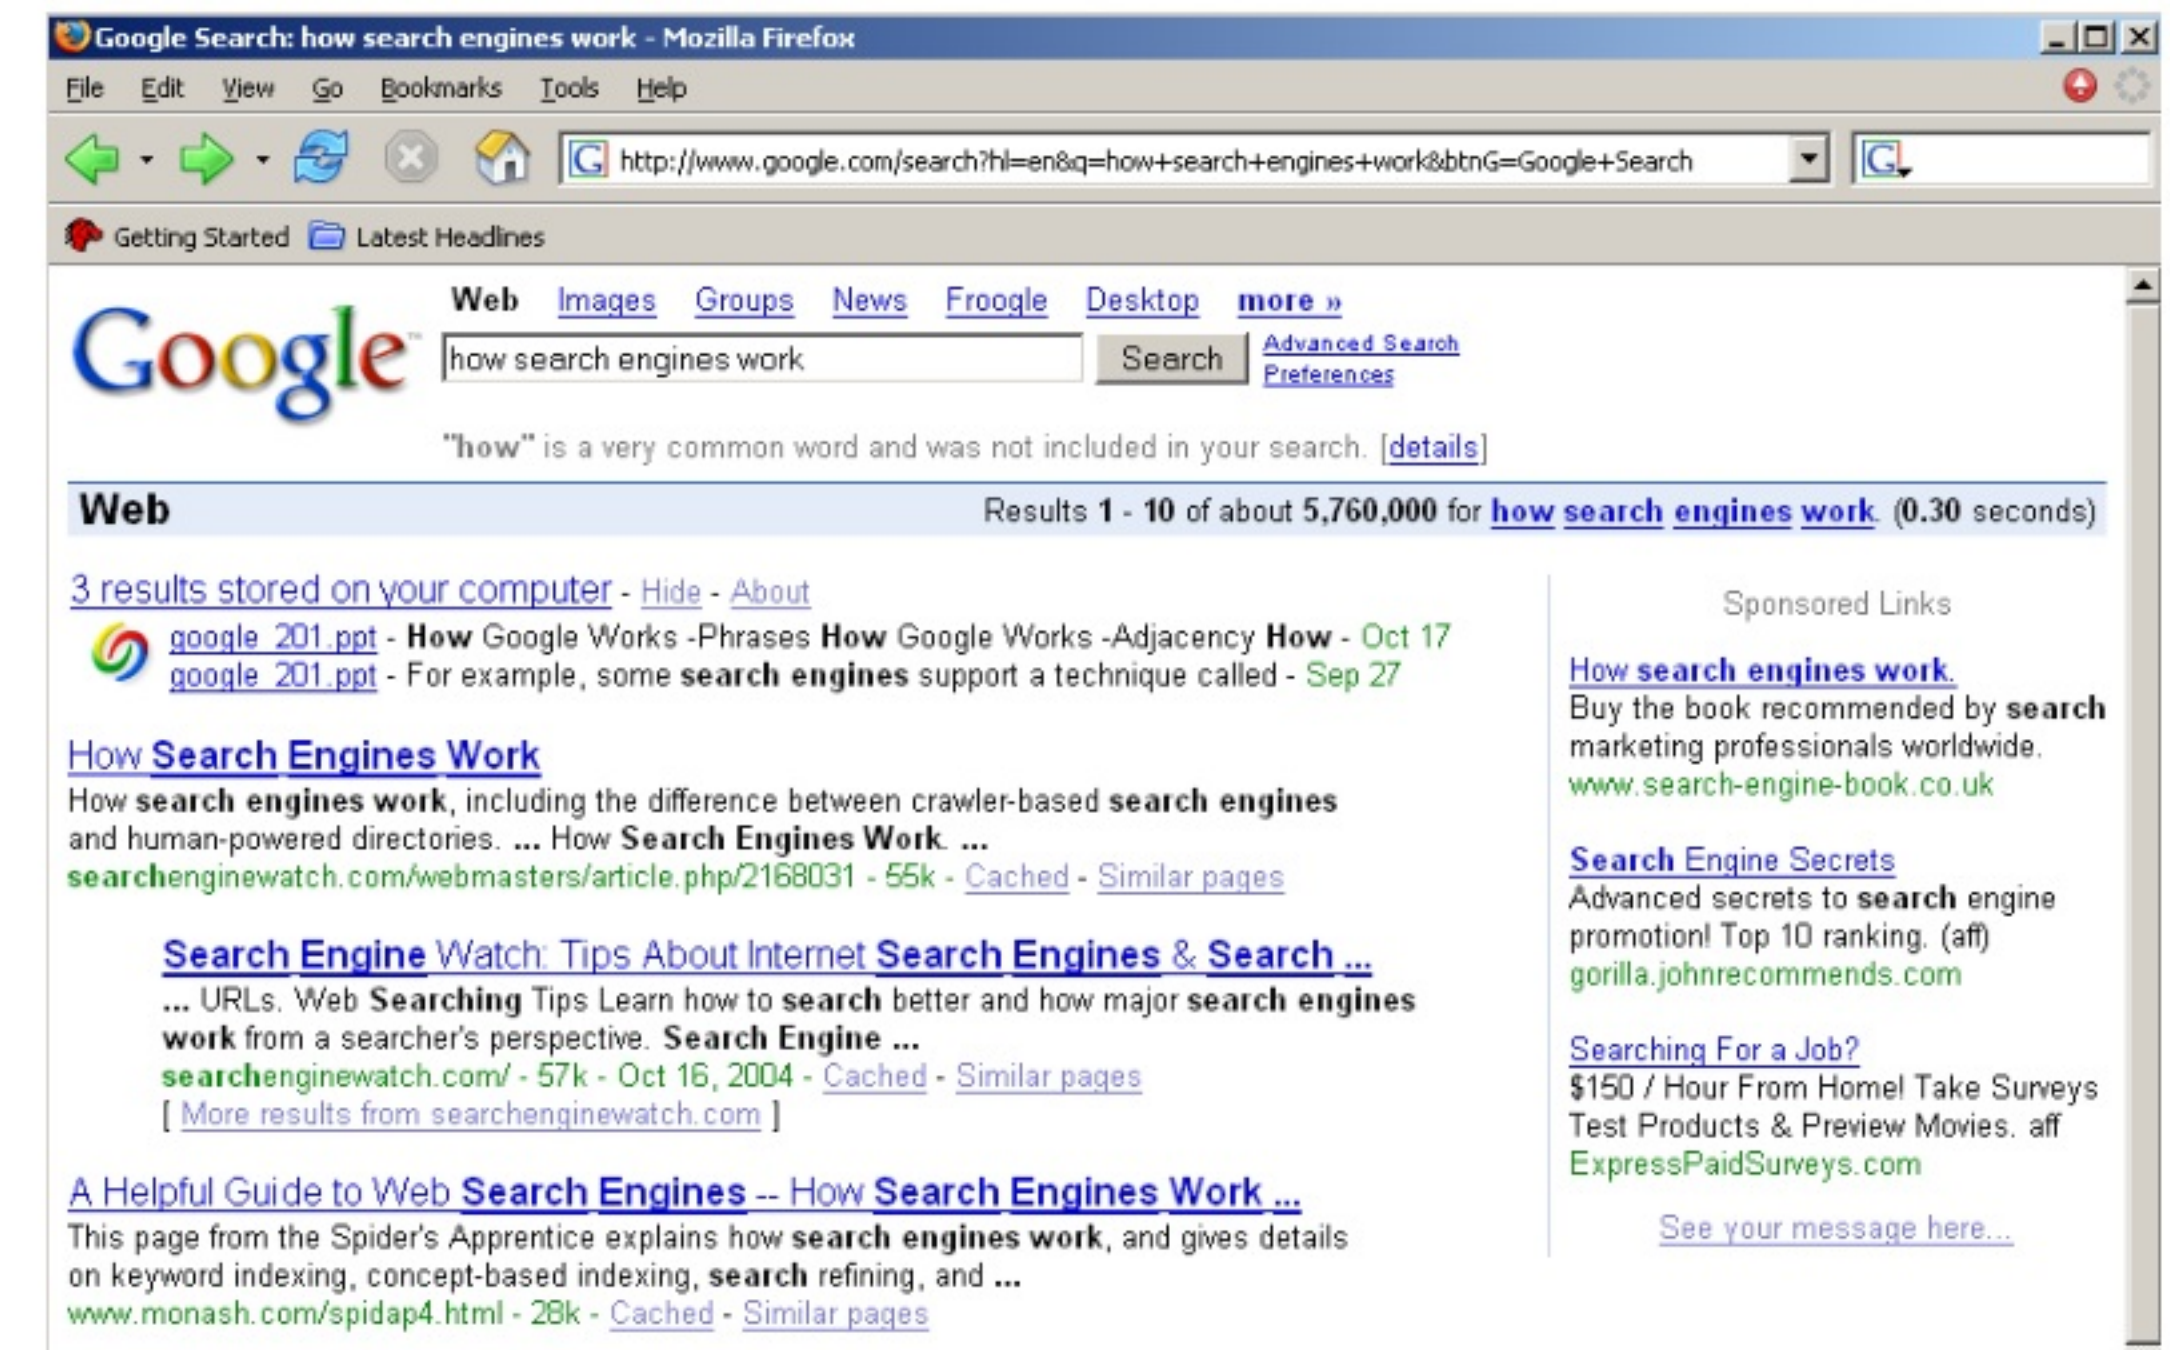 Google Search: how search engines work - Mozilla Firefox
File Edit View Go Bookmarks Tools Help
http://www.google.com/search?hl=en&q=how+search+engines+work&btnG=Google+Search
Getting Started Latest Headlines
Google™
Web Images Groups News Froogle Desktop more »
how search engines work Search Advanced Search
Preferences
"how" is a very common word and was not included in your search. [details]
Web Results 1 - 10 of about 5,760,000 for how search engines work. (0.30 seconds)
3 results stored on your computer - Hide - About
google_201.ppt - How Google Works -Phrases How Google Works -Adjacency How - Oct 17
google_201.ppt - For example, some search engines support a technique called - Sep 27
How Search Engines Work
How search engines work, including the difference between crawler-based search engines
and human-powered directories. ... How Search Engines Work. ...
searchenginewatch.com/webmasters/article.php/2168031 - 55k - Cached - Similar pages
Search Engine Watch: Tips About Internet Search Engines & Search ...
... URLs. Web Searching Tips Learn how to search better and how major search engines
work from a searcher's perspective. Search Engine ...
searchenginewatch.com/ - 57k - Oct 16, 2004 - Cached - Similar pages
[ More results from searchenginewatch.com ]
A Helpful Guide to Web Search Engines -- How Search Engines Work ...
This page from the Spider's Apprentice explains how search engines work, and gives details
on keyword indexing, concept-based indexing, search refining, and ...
www.monash.com/spidap4.html - 28k - Cached - Similar pages
Sponsored Links
How search engines work.
Buy the book recommended by search
marketing professionals worldwide.
www.search-engine-book.co.uk
Search Engine Secrets
Advanced secrets to search engine
promotion! Top 10 ranking. (aff)
gorilla.johnrecommends.com
Searching For a Job?
$150 / Hour From Home! Take Surveys
Test Products & Preview Movies. aff
ExpressPaidSurveys.com
See your message here...